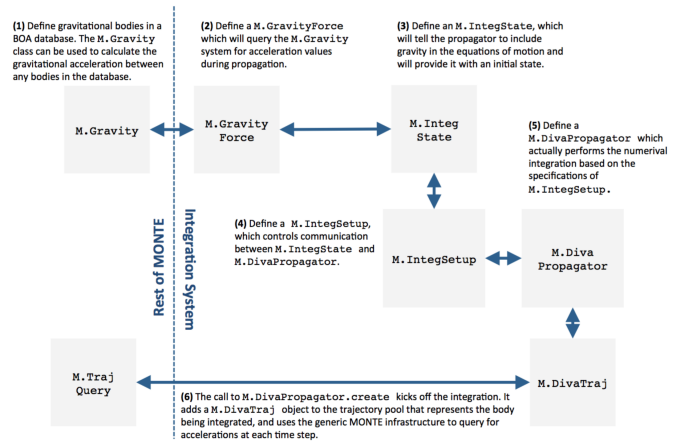 (1) Define gravitational bodies in a
BOA database. The M.Gravity
class can be used to calculate the
gravitational acceleration between
any bodies in the database.
(2) Define a M.GravityForce
which will query the M.Gravity
system for acceleration values
during propagation.
(3) Define an M.IntegState, which
will tell the propagator to include
gravity in the equations of motion and
will provide it with an initial state.
M.Gravity
M.Gravity
Force
M.Integ
State
(5) Define a
M.DivaPropagator which
actually performs the numerival
integration based on the
specifications of
M.IntegSetup.
(4) Define a M.IntegSetup,
which controls communication
between M.IntegState and
M.DivaPropagator.
M.IntegSetup
M.Diva
Propagator
Rest of MONTE
Integration System
M.Traj
Query
M.DivaTraj
(6) The call to M.DivaPropagator.create kicks off the integration. It
adds a M.DivaTraj object to the trajectory pool that represents the body
being integrated, and uses the generic MONTE infrastructure to query for
accelerations at each time step.